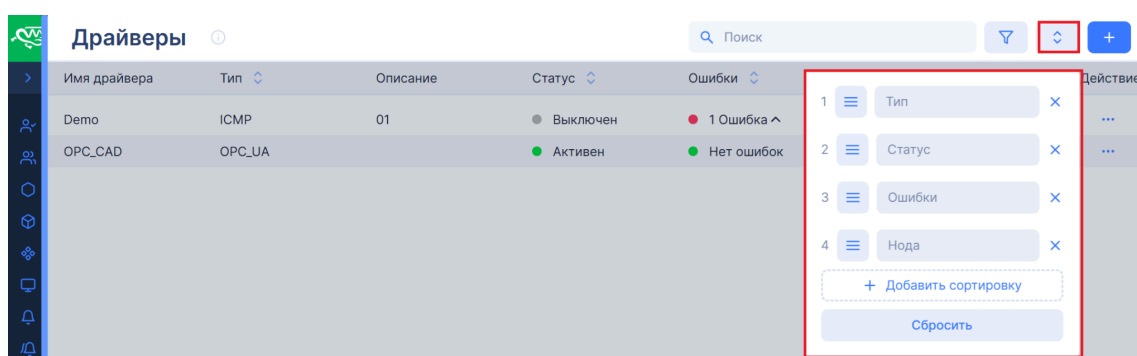 Драйверы
Поиск
Имя драйвера Тип Описание Статус Ошибки Действие
Demo ICMP 01 Выключен 1 Ошибка
OPC_CAD OPC_UA Активен Нет ошибок
1 Тип
2 Статус
3 Ошибки
4 Нода
+ Добавить сортировку
Сбросить